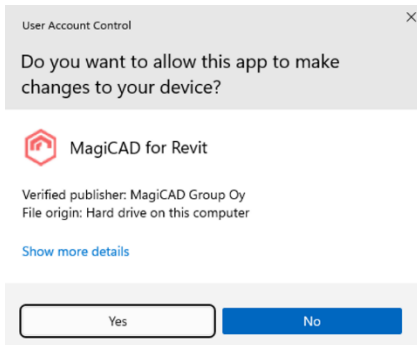 User Account Control
Do you want to allow this app to make
changes to your device?
MagiCAD for Revit
Verified publisher: MagiCAD Group Oy
File origin: Hard drive on this computer
Show more details
Yes
No